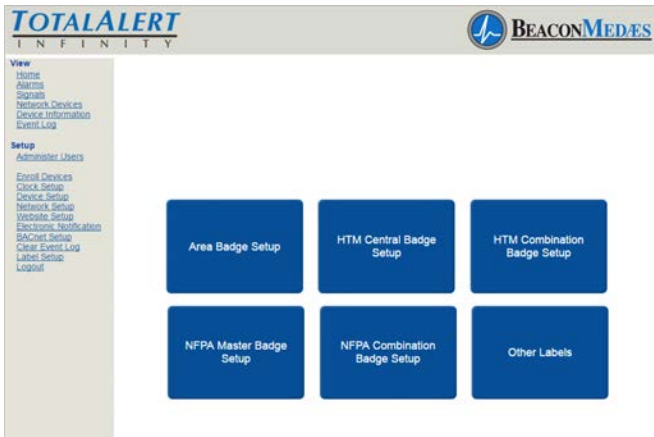 TOTALALERT
INFINITY
BEACONMEDÆS
View
Home
Alarms
Signals
Network Devices
Device Information
Event Log
Setup
Administer Users
Enroll Devices
Clock Setup
Device Setup
Network Setup
Website Setup
Electronic Notification
BACnet Setup
Clear Event Log
Label Setup
Logout
Area Badge Setup
HTM Central Badge
Setup
HTM Combination
Badge Setup
NFPA Master Badge
Setup
NFPA Combination
Badge Setup
Other Labels